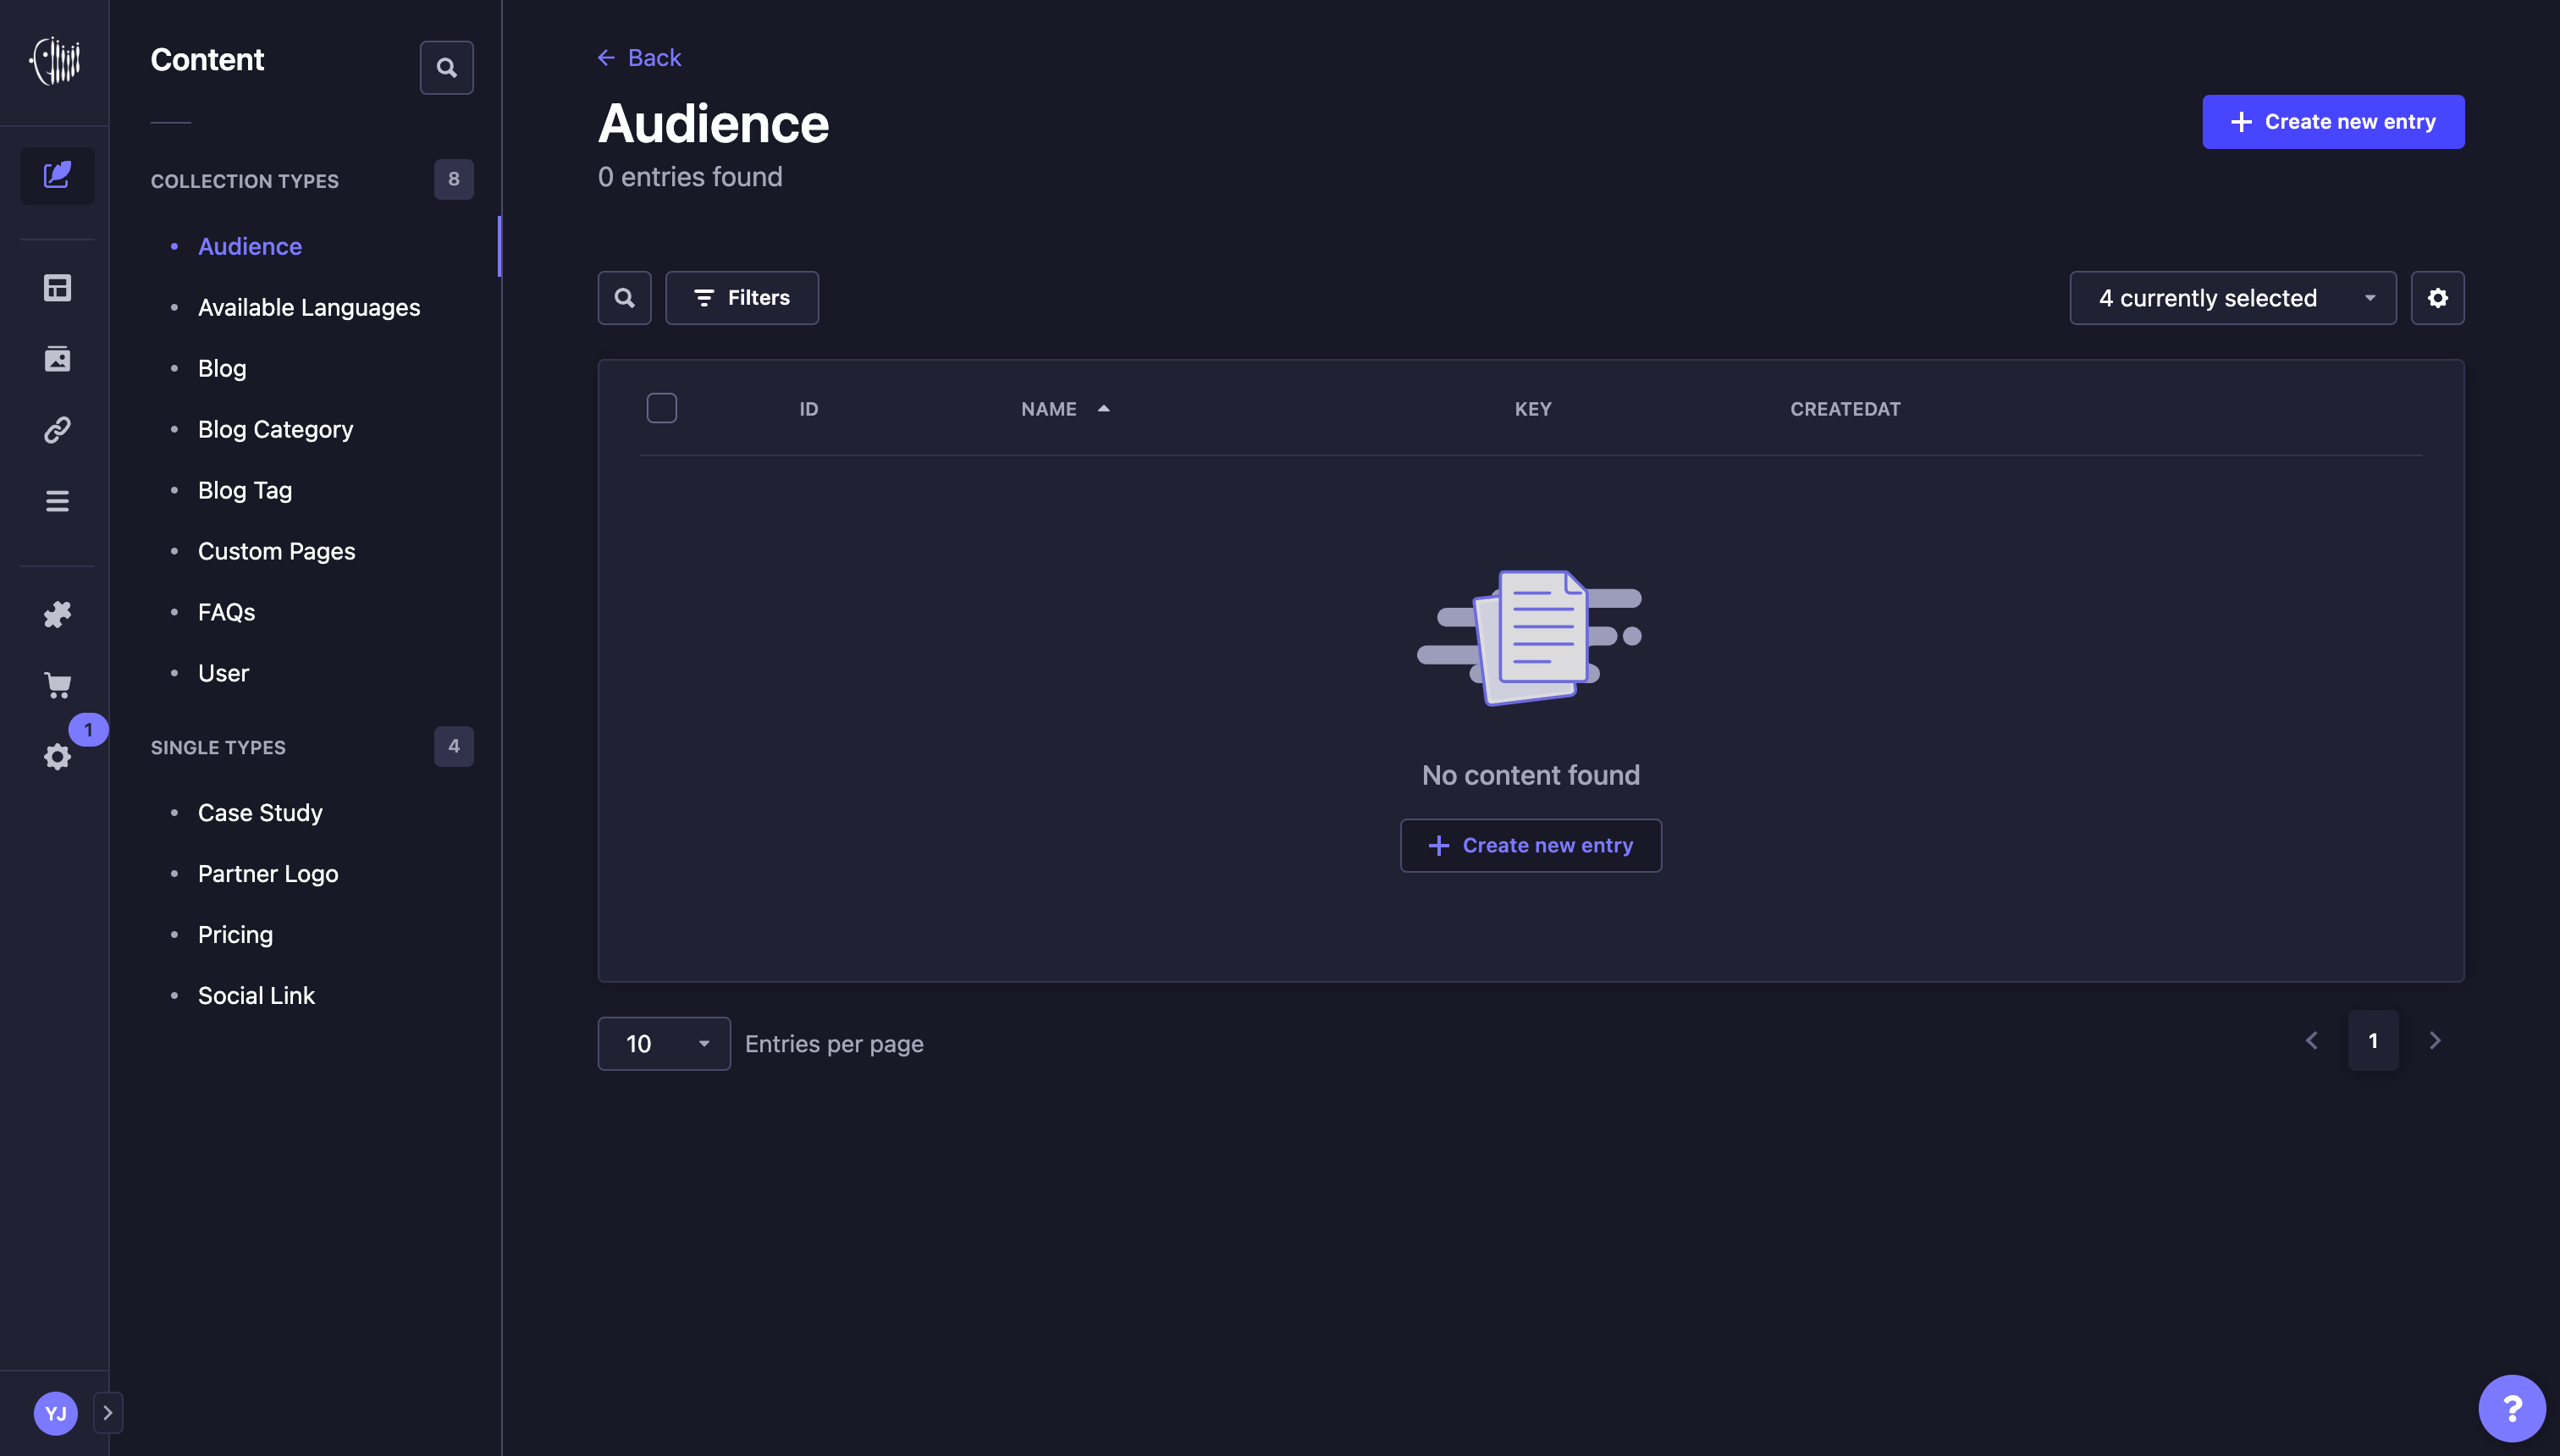 Content
COLLECTION TYPES 8
Audience
Available Languages
Blog
Blog Category
Blog Tag
Custom Pages
FAQs
User
SINGLE TYPES 4
Case Study
Partner Logo
Pricing
Social Link
1
YJ
Back
Audience
Create new entry
0 entries found
Filters
4 currently selected
ID NAME KEY CREATEDAT
No content found
Create new entry
10 Entries per page
1
?